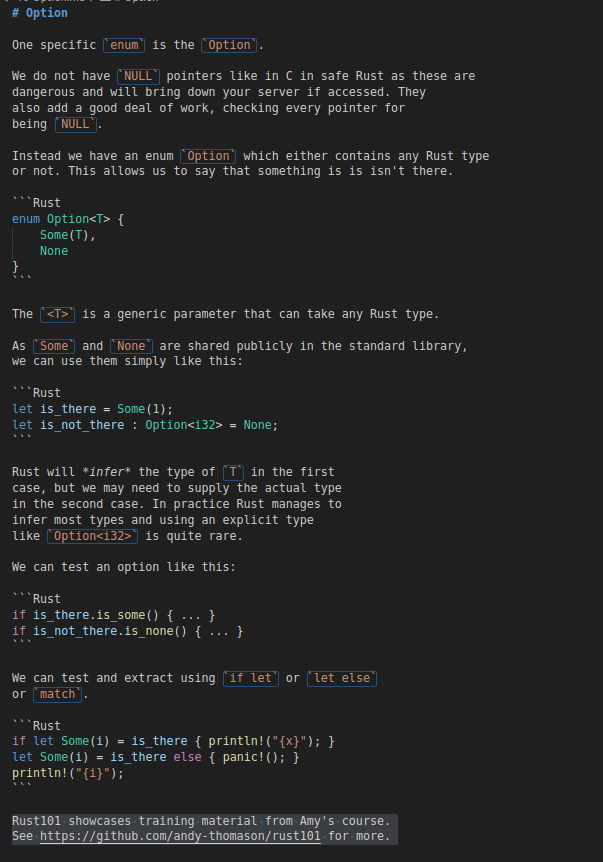 # Option
One specific `enum` is the `Option`.
We do not have `NULL` pointers like in C in safe Rust as these are
dangerous and will bring down your server if accessed. They
also add a good deal of work, checking every pointer for
being `NULL`.
Instead we have an enum `Option` which either contains any Rust type
or not. This allows us to say that something is is isn't there.
```Rust
enum Option<T> {
    Some(T),
    None
}
```
The `<T>` is a generic parameter that can take any Rust type.
As `Some` and `None` are shared publicly in the standard library,
we can use them simply like this:
```Rust
let is_there = Some(1);
let is_not_there : Option<i32> = None;
```
Rust will *infer* the type of `T` in the first
case, but we may need to supply the actual type
in the second case. In practice Rust manages to
infer most types and using an explicit type
like `Option<i32>` is quite rare.
We can test an option like this:
```Rust
if is_there.is_some() { ... }
if is_not_there.is_none() { ... }
```
We can test and extract using `if let` or `let else`
or `match`.
```Rust
if let Some(i) = is_there { println!("{x}"); }
let Some(i) = is_there else { panic!(); }
println!("{i}");
```
Rust101 showcases training material from Amy's course.
See https://github.com/andy-thomason/rust101 for more.